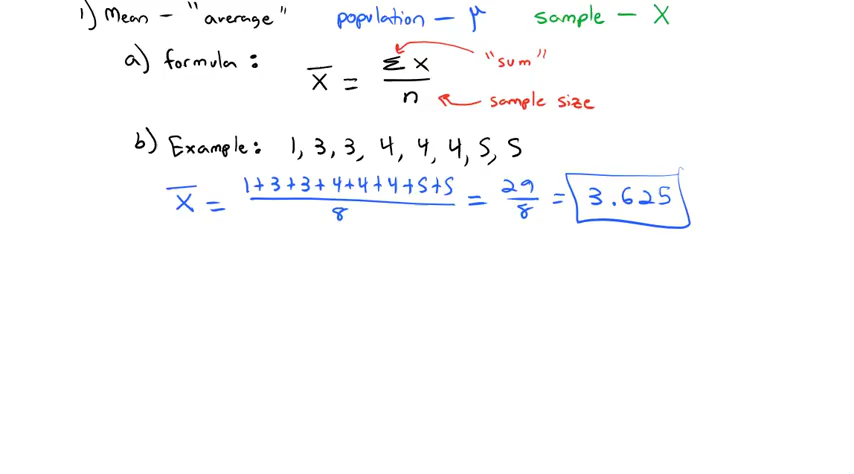 1) Mean - "average" population - μ sample - X
a) formula: X̅ = Σx / n "sum"
sample size
b) Example: 1, 3, 3, 4, 4, 4, 5, 5
X̅ = 1+3+3+4+4+4+5+5 / 8 = 29/8 = 3.625